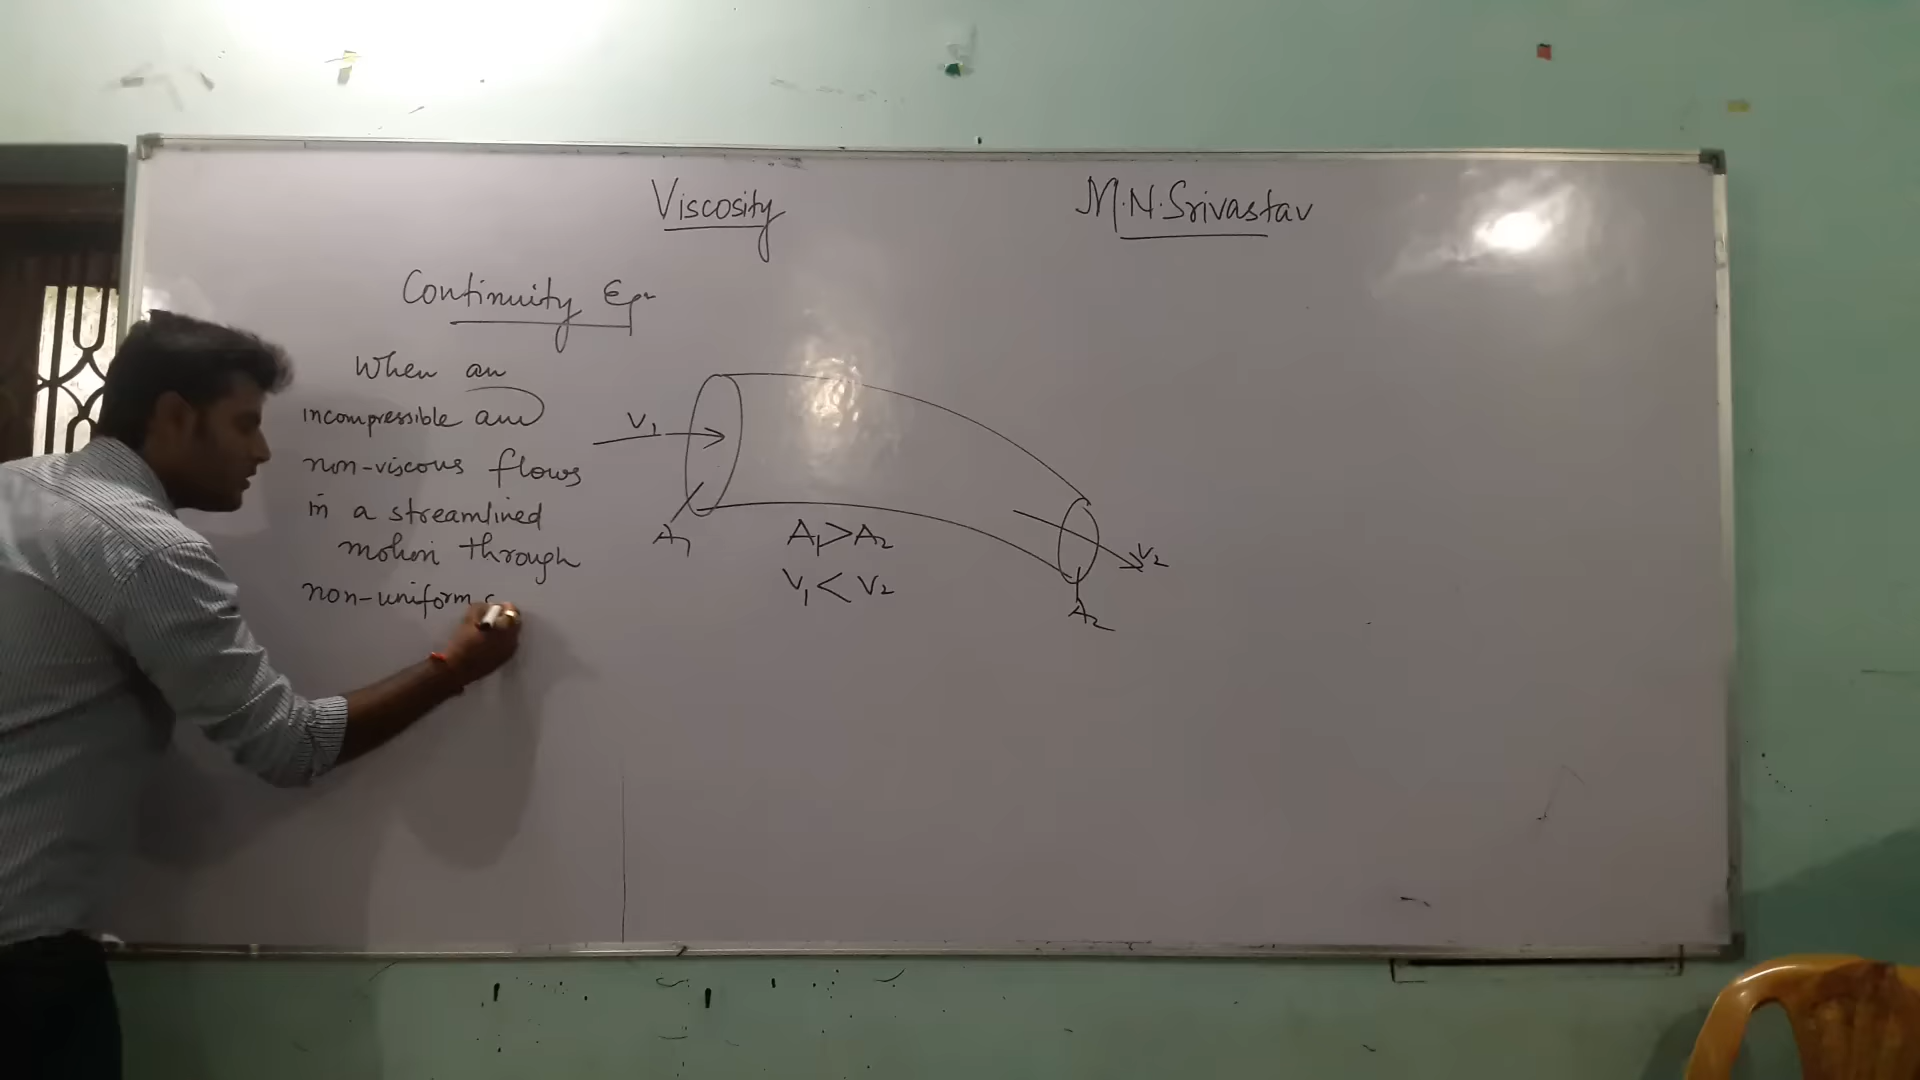 Viscosity
M.N.Srivastav
Continuity Eqn
When an
incompressible and
non-viscous flows
in a streamlined
motion through
non-uniform
V1
A1
A1>A2
V1<V2
V2
A2